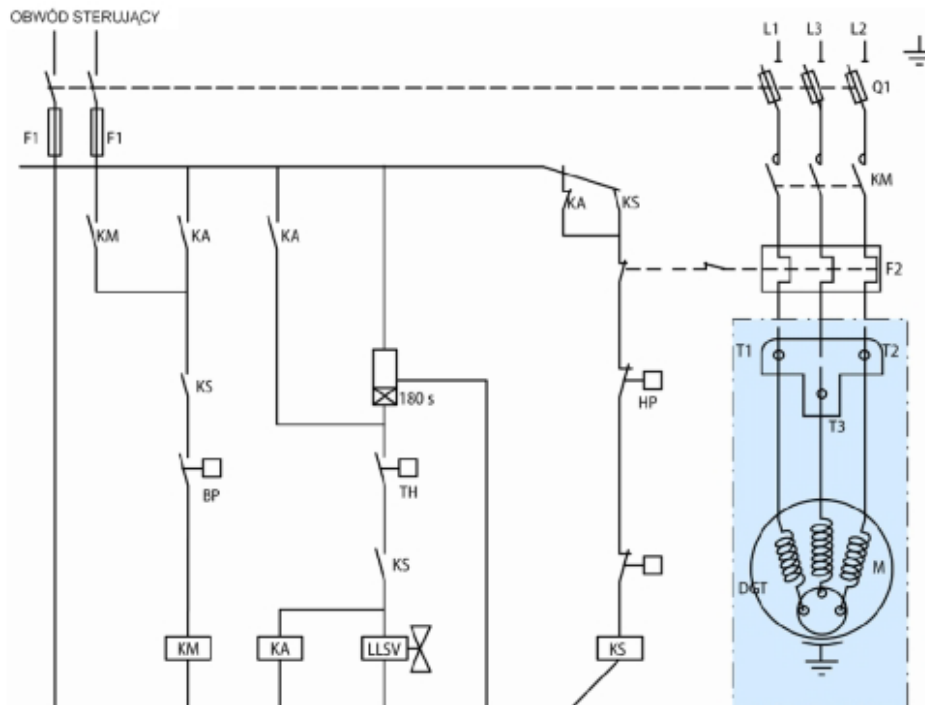 OBWÓD STERUJĄCY
L1 L3 L2
Q1
F1 F1
KM
KA KS
KM KA KA
F2
T1 T2
KS 180 s HP
T3
BP TH
KS
DGT M
KM KA LLSV KS